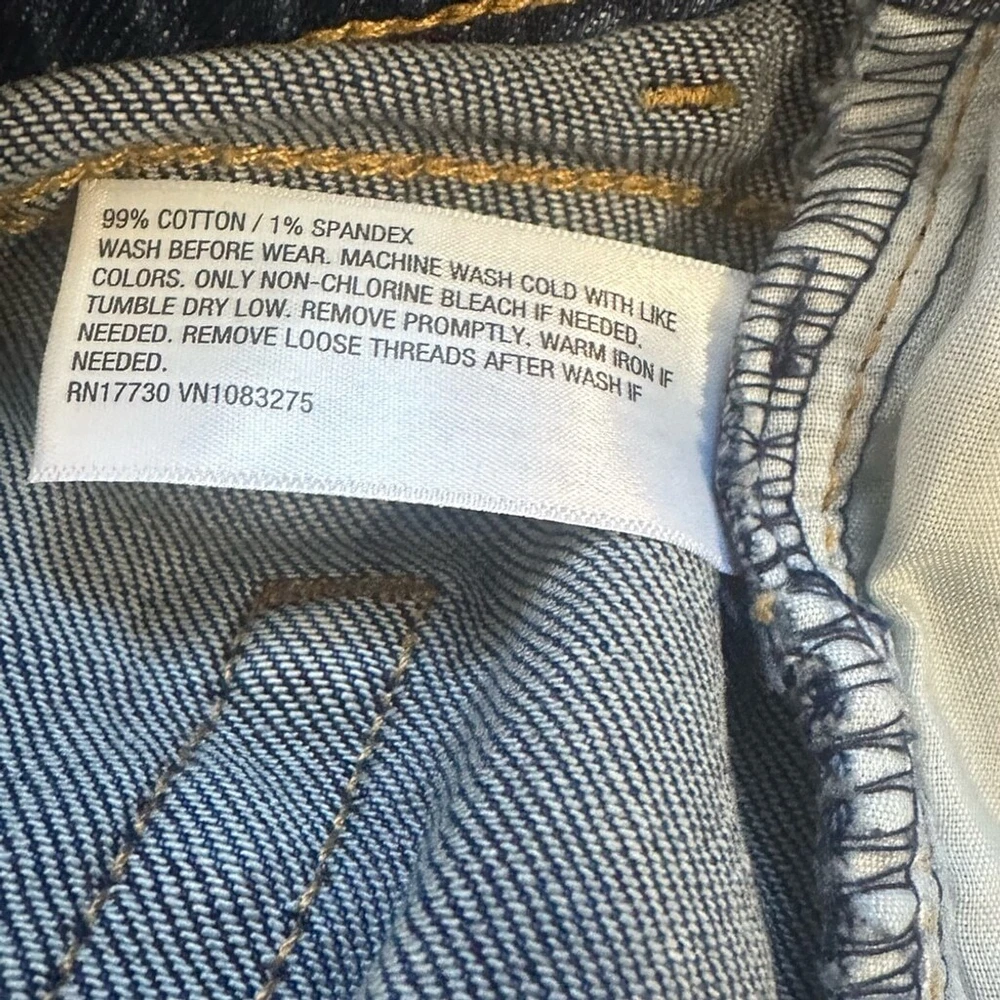 99% COTTON / 1% SPANDEX
WASH BEFORE WEAR. MACHINE WASH COLD WITH LIKE
COLORS. ONLY NON-CHLORINE BLEACH IF NEEDED.
TUMBLE DRY LOW. REMOVE PROMPTLY. WARM IRON IF
NEEDED. REMOVE LOOSE THREADS AFTER WASH IF
NEEDED.
RN17730 VN1083275